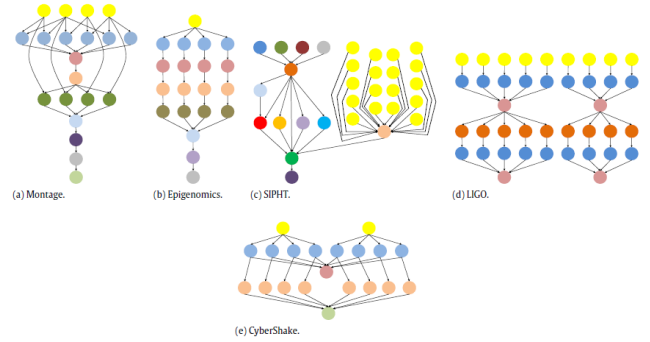 (a) Montage.
(b) Epigenomics.
(c) SIPHT.
(d) LIGO.
(e) CyberShake.